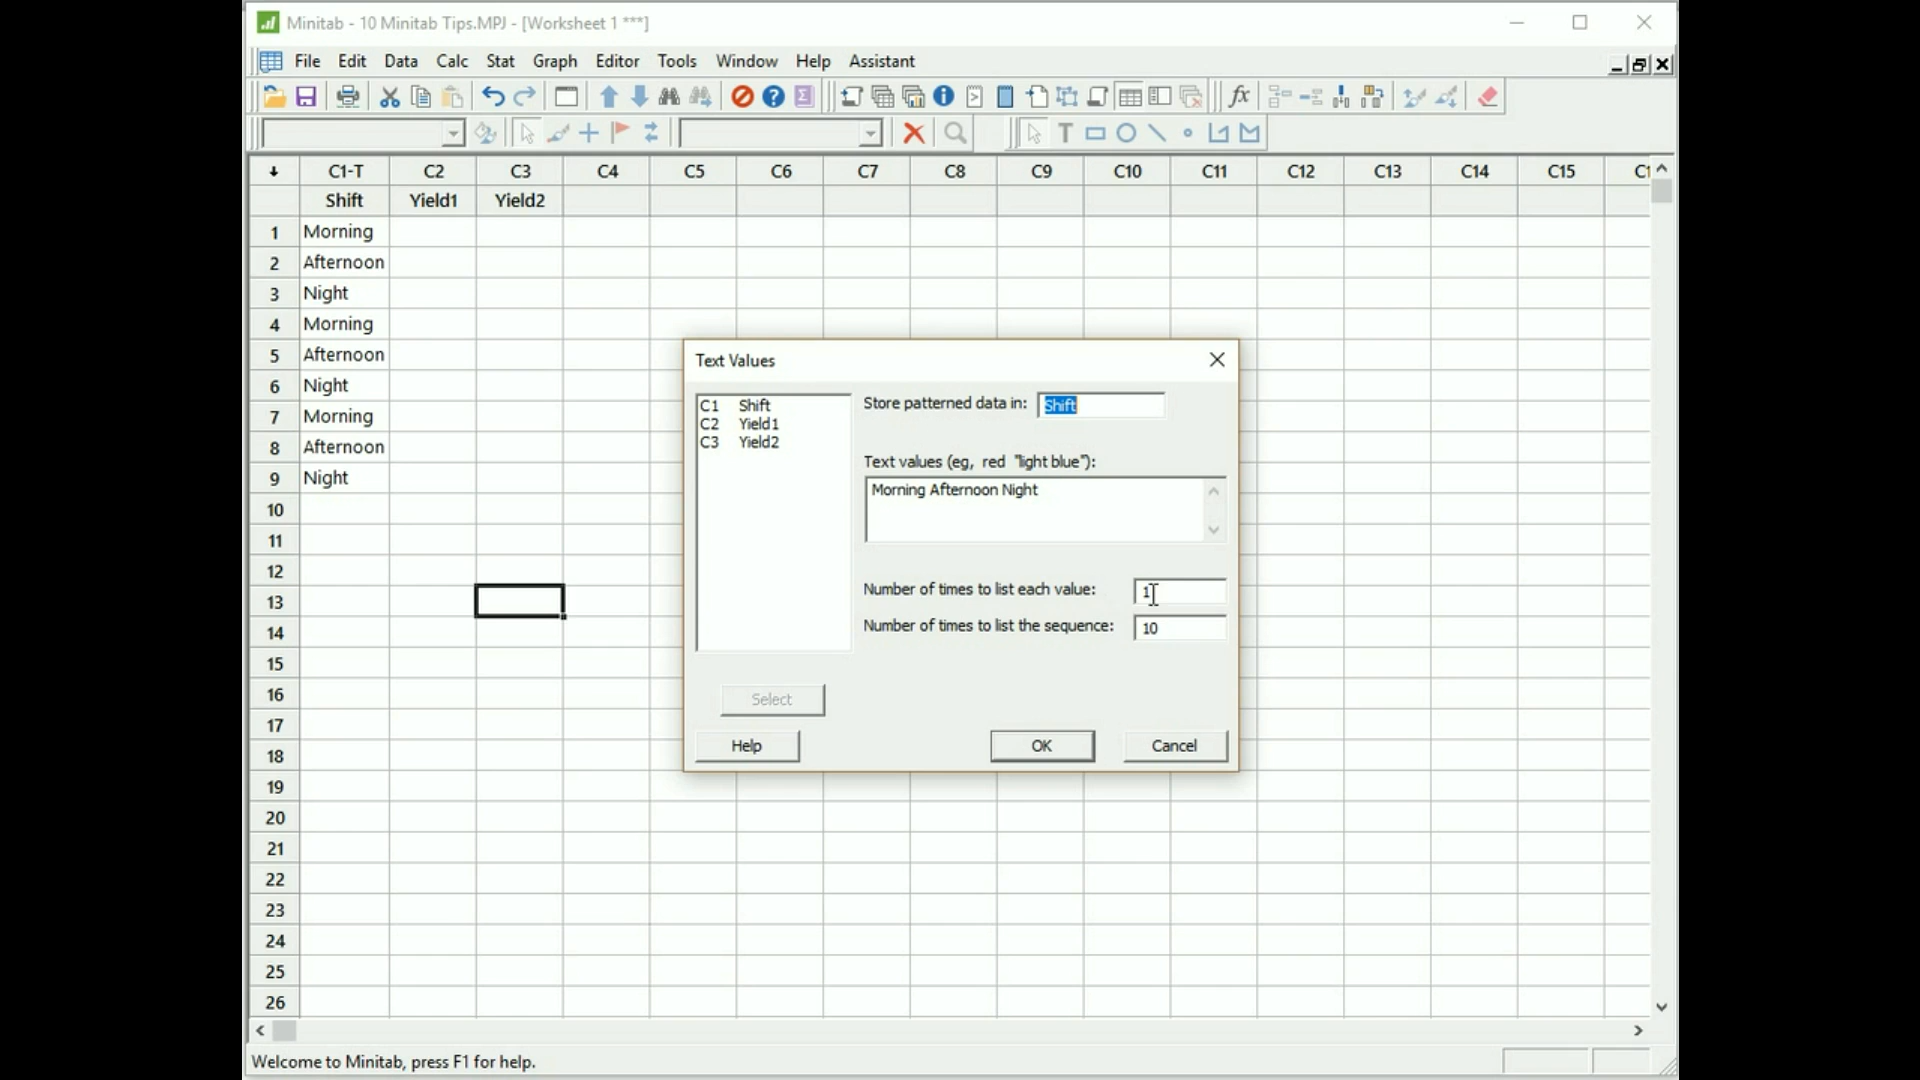 Minitab - 10 Minitab Tips.MPJ - [Worksheet 1 ***]
File Edit Data Calc Stat Graph Editor Tools Window Help Assistant
C1-T C2 C3 C4 C5 C6 C7 C8 C9 C10 C11 C12 C13 C14 C15 C1
Shift Yield1 Yield2
1 Morning
2 Afternoon
3 Night
4 Morning
5 Afternoon
6 Night
7 Morning
8 Afternoon
9 Night
10
11
12
13
14
15
16
17
18
19
20
21
22
23
24
25
26
Text Values
C1 Shift
C2 Yield1
C3 Yield2
Store patterned data in: Shift
Text values (eg, red "light blue"):
Morning Afternoon Night
Number of times to list each value: 1
Number of times to list the sequence: 10
Select
Help OK Cancel
Welcome to Minitab, press F1 for help.